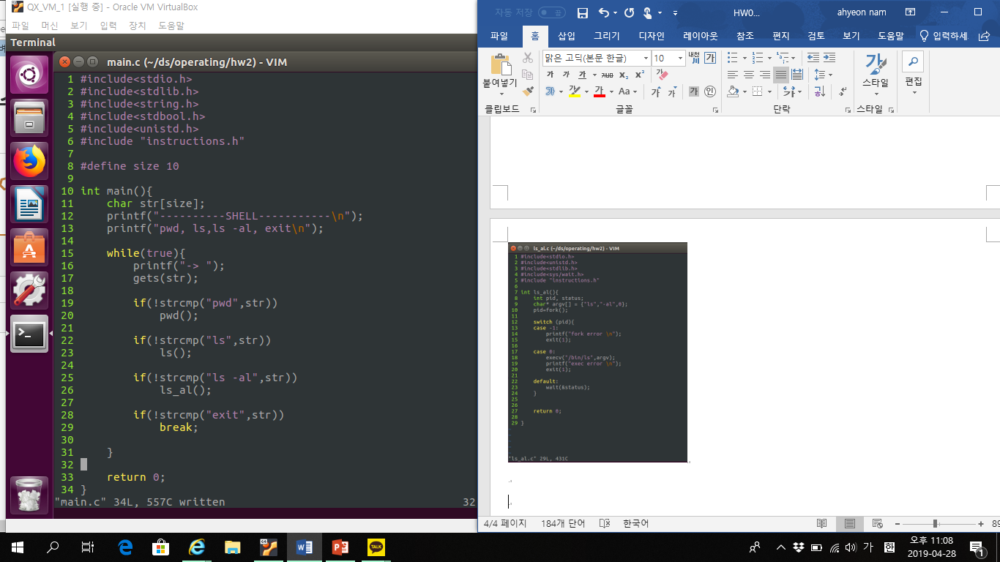 QX_VM_1 [실행 중] - Oracle VM VirtualBox
파일 머신 보기 입력 장치 도움말
Terminal
main.c (~/ds/operating/hw2) - VIM
1 #include<stdio.h>
2 #include<stdlib.h>
3 #include<string.h>
4 #include<stdbool.h>
5 #include<unistd.h>
6 #include "instructions.h"
7
8 #define size 10
9
10 int main(){
11 char str[size];
12 printf("----------SHELL-----------\n");
13 printf("pwd, ls,ls -al, exit\n");
14
15 while(true){
16 printf("-> ");
17 gets(str);
18
19 if(!strcmp("pwd",str))
20 pwd();
21
22 if(!strcmp("ls",str))
23 ls();
24
25 if(!strcmp("ls -al",str))
26 ls_al();
27
28 if(!strcmp("exit",str))
29 break;
30
31 }
32
33 return 0;
34 }
"main.c" 34L, 557C written 32
자동 저장 끔 HW0... ahyeon nam
파일 홈 삽입 그리기 디자인 레이아웃 참조 편지 검토 보기 도움말 입력하세
붙여넣기
클립보드
맑은 고딕(본문 한글) 10
가 가 가 abc x₂ x²
가 가 가 Aa 가 가 가
글꼴
단락
스타일
스타일
편집
ls_al.c (~/ds/operating/hw2) - VIM
1 #include<stdio.h>
2 #include<unistd.h>
3 #include<stdlib.h>
4 #include<sys/wait.h>
5 #include "instructions.h"
6
7 int ls_al(){
8 int pid, status;
9 char* argv[] = {"ls","-al",0};
10 pid=fork();
11
12 switch (pid){
13 case -1:
14 printf("fork error \n");
15 exit(1);
16
17 case 0:
18 execv("/bin/ls",argv);
19 printf("exec error \n");
20 exit(1);
21
22 default:
23 wait(&status);
24 }
25
26
27 return 0;
28
29 }
"ls_al.c" 29L, 431C
4/4 페이지 184개 단어 한국어
TALK
가 한
오후 11:08
2019-04-28
1